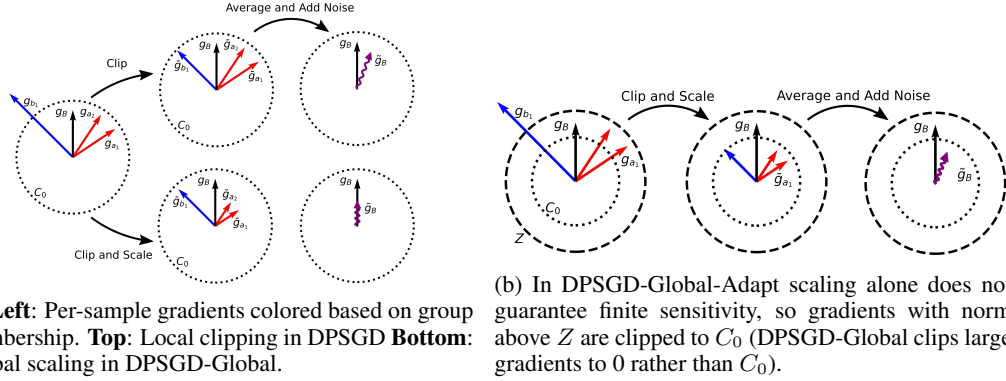 Average and Add Noise
Clip
g_{b_1}
g_B
g_{a_2}
g_{a_1}
C_0
g_B
g̃_{a_2}
g̃_{b_1}
g̃_{a_1}
C_0
g_B
g̃_B
Clip and Scale
g_B
g̃_{a_2}
g̃_{b_1}
g̃_{a_1}
C_0
g_B
g̃_B
Left: Per-sample gradients colored based on group
bership. Top: Local clipping in DPSGD Bottom:
bal scaling in DPSGD-Global.
Clip and Scale
Average and Add Noise
g_{b_1}
g_B
g_{a_1}
C_0
Z
g_B
g̃_{a_1}
g_B
g̃_B
(b) In DPSGD-Global-Adapt scaling alone does no
guarantee finite sensitivity, so gradients with norm
above Z are clipped to C_0 (DPSGD-Global clips large
gradients to 0 rather than C_0).